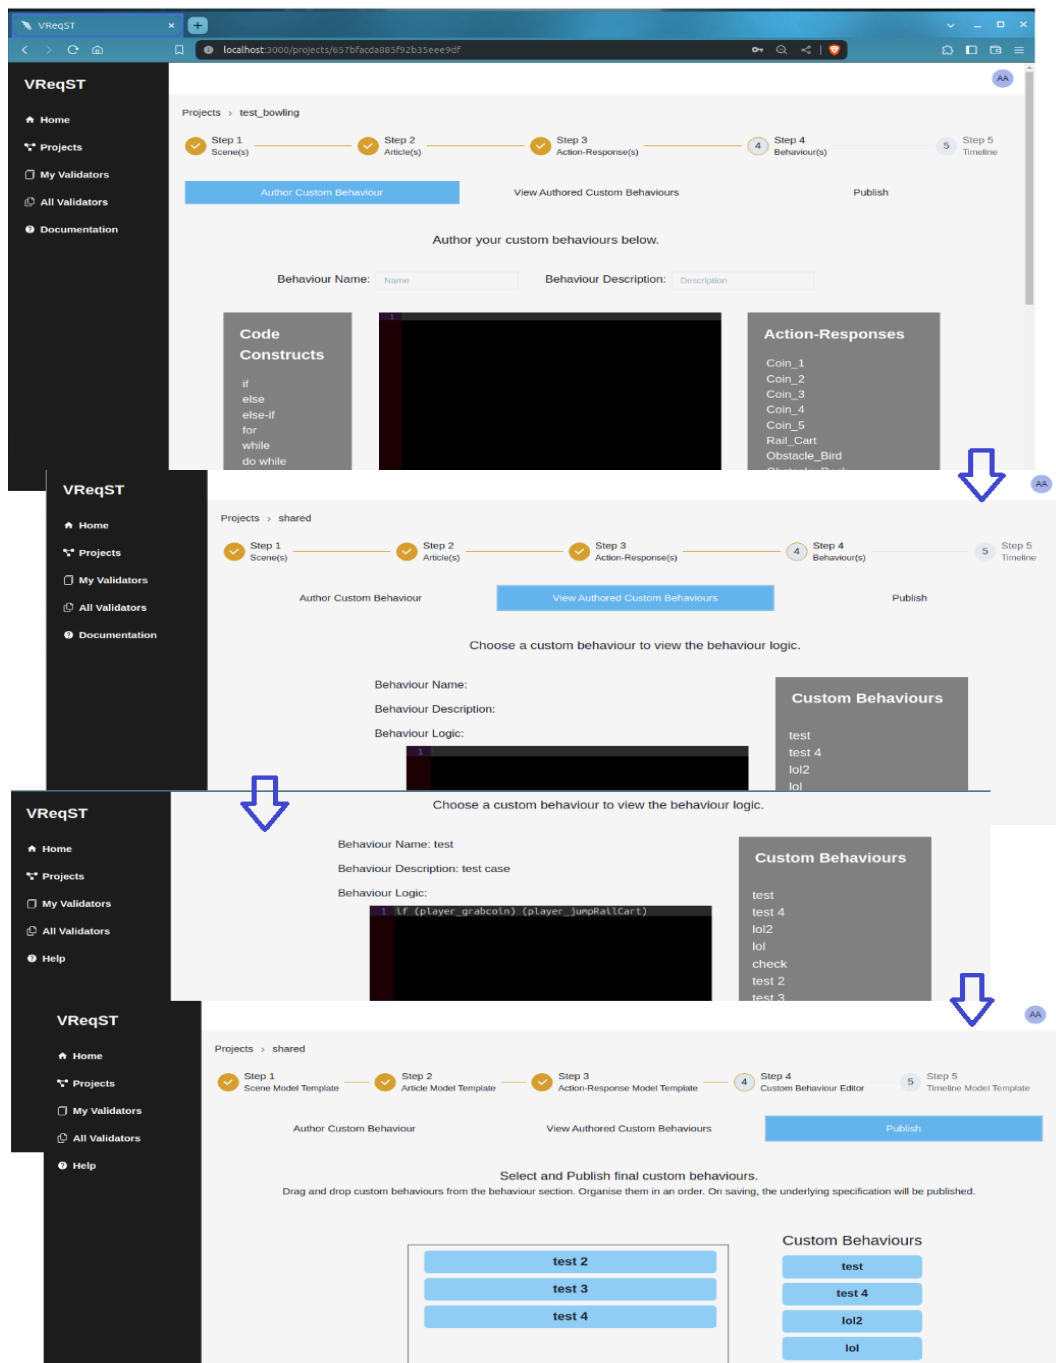 VReqST
localhost:3000/projects/657bfacda885f92b35eee9df
VReqST
AA
Home
Projects
My Validators
All Validators
Documentation
Projects > test_bowling
Step 1
Scene(s)
Step 2
Article(s)
Step 3
Action-Response(s)
4
Step 4
Behaviour(s)
5
Step 5
Timeline
Author Custom Behaviour
View Authored Custom Behaviours
Publish
Author your custom behaviours below.
Behaviour Name: Name
Behaviour Description: Description
Code
Constructs
if
else
else-if
for
while
do while
1
Action-Responses
Coin_1
Coin_2
Coin_3
Coin_4
Coin_5
Rail_Cart
Obstacle_Bird
VReqST
AA
Home
Projects
My Validators
All Validators
Documentation
Projects > shared
Step 1
Scene(s)
Step 2
Article(s)
Step 3
Action-Response(s)
4
Step 4
Behaviour(s)
5
Step 5
Timeline
Author Custom Behaviour
View Authored Custom Behaviours
Publish
Choose a custom behaviour to view the behaviour logic.
Behaviour Name:
Behaviour Description:
Behaviour Logic:
1
Custom Behaviours
test
test 4
lol2
lol
VReqST
Home
Projects
My Validators
All Validators
Help
Choose a custom behaviour to view the behaviour logic.
Behaviour Name: test
Behaviour Description: test case
Behaviour Logic:
1 if (player_grabcoin) (player_jumpRailCart)
Custom Behaviours
test
test 4
lol2
lol
check
test 2
test 3
VReqST
AA
Home
Projects
My Validators
All Validators
Help
Projects > shared
Step 1
Scene Model Template
Step 2
Article Model Template
Step 3
Action-Response Model Template
4
Step 4
Custom Behaviour Editor
5
Step 5
Timeline Model Template
Author Custom Behaviour
View Authored Custom Behaviours
Publish
Select and Publish final custom behaviours.
Drag and drop custom behaviours from the behaviour section. Organise them in an order. On saving, the underlying specification will be published.
test 2
test 3
test 4
Custom Behaviours
test
test 4
lol2
lol